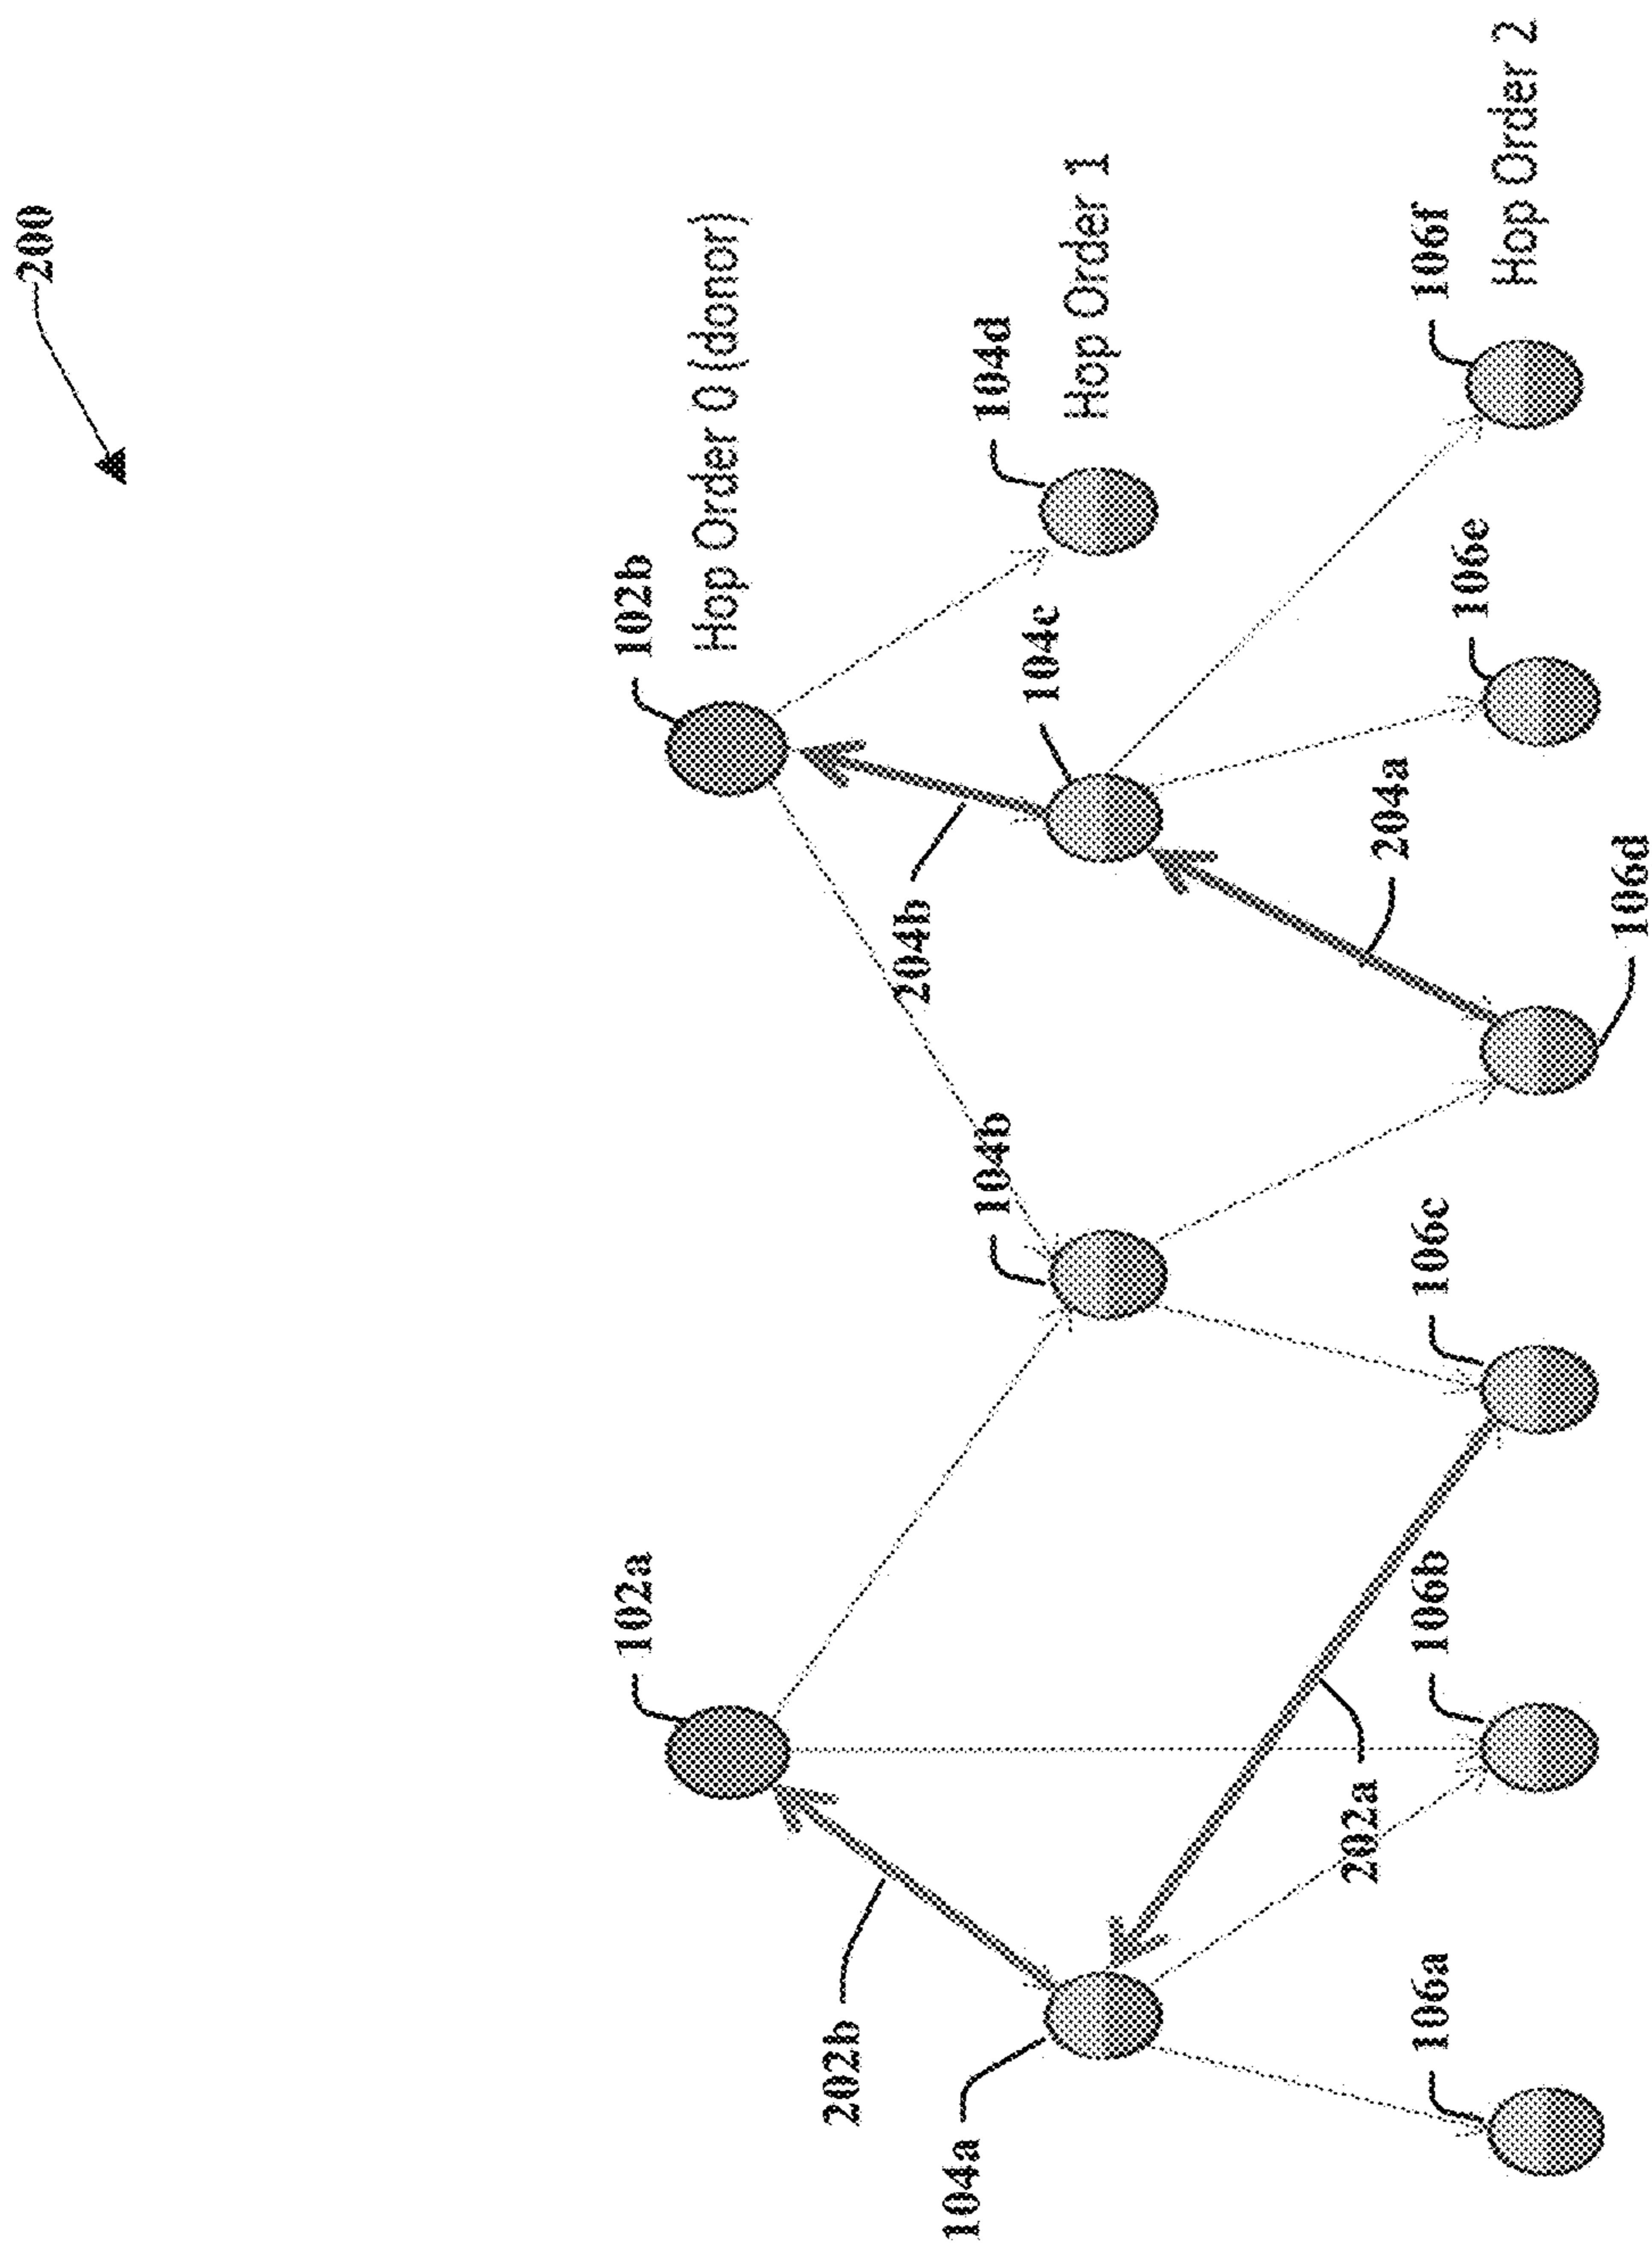 200
102a
102b
Hop Order 0 (donor)
202b
204b
104a
104b
104c
104d
Hop Order 1
202a
204a
106a
106b
106c
106d
106e
106f
Hop Order 2